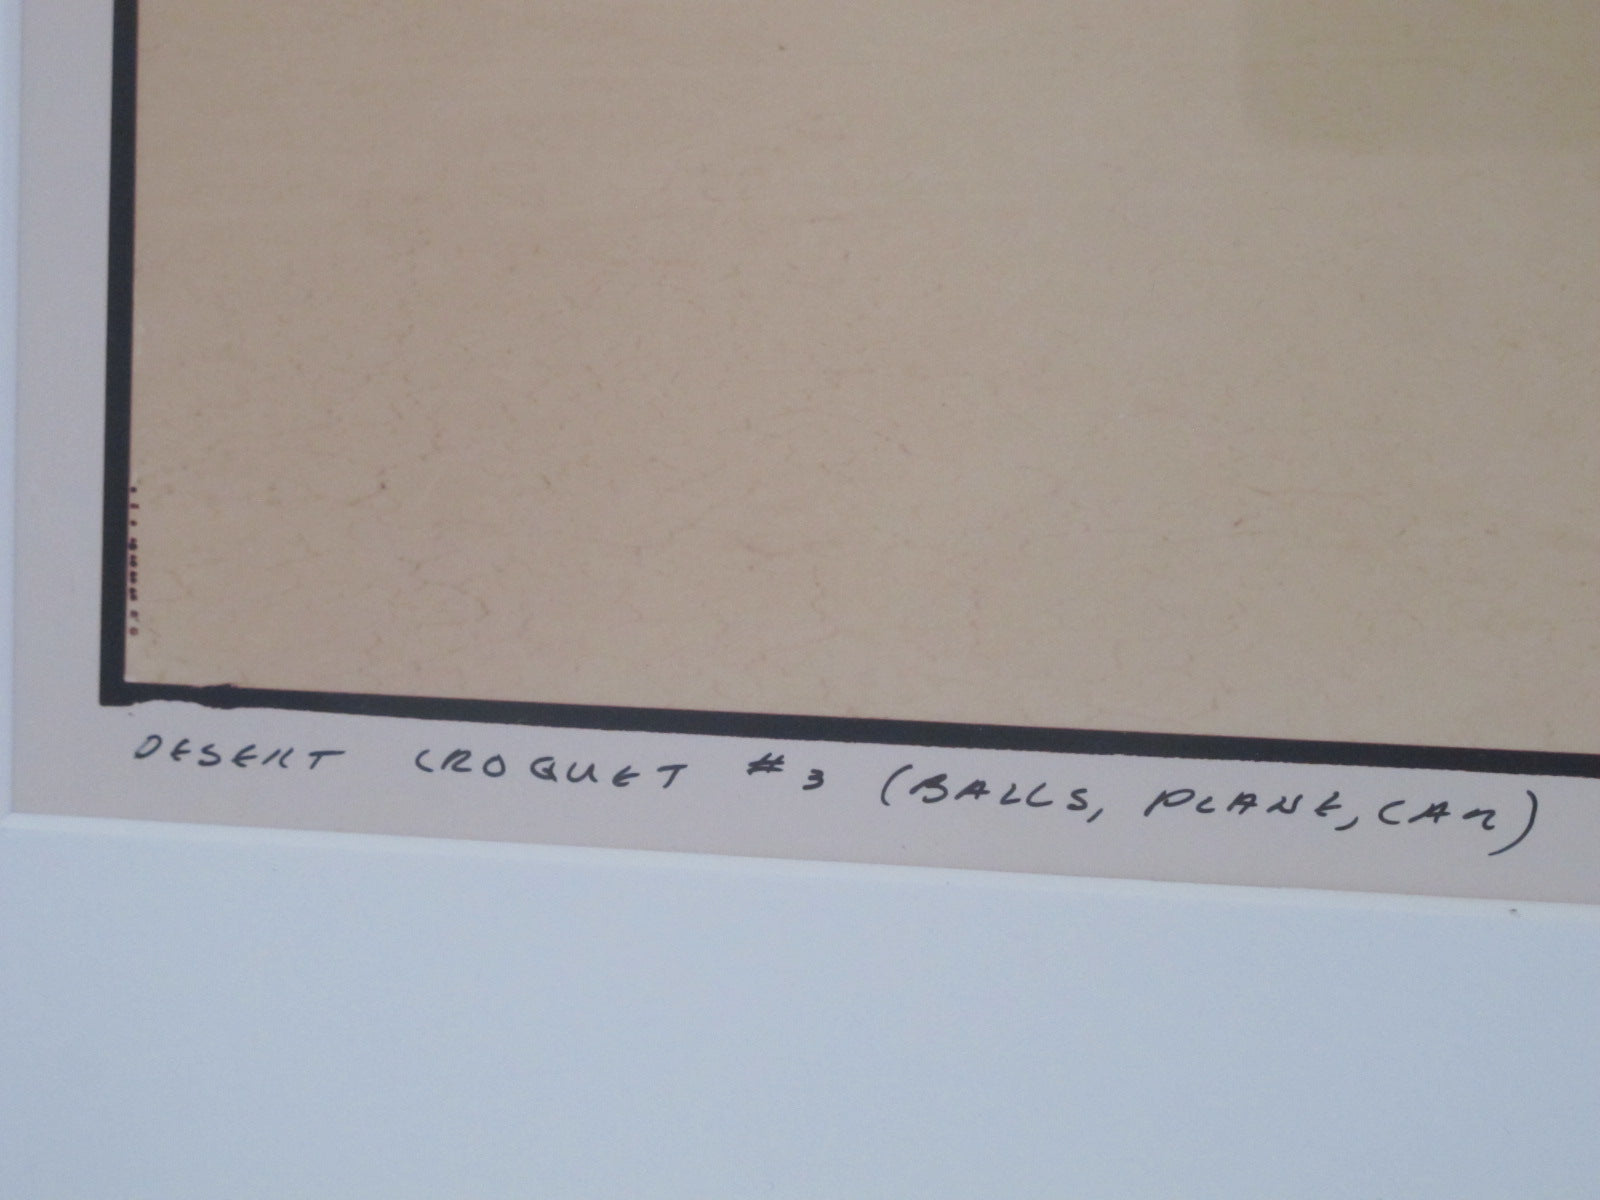 DESERT CROQUET #3 (BALLS, PLANE, CAR)